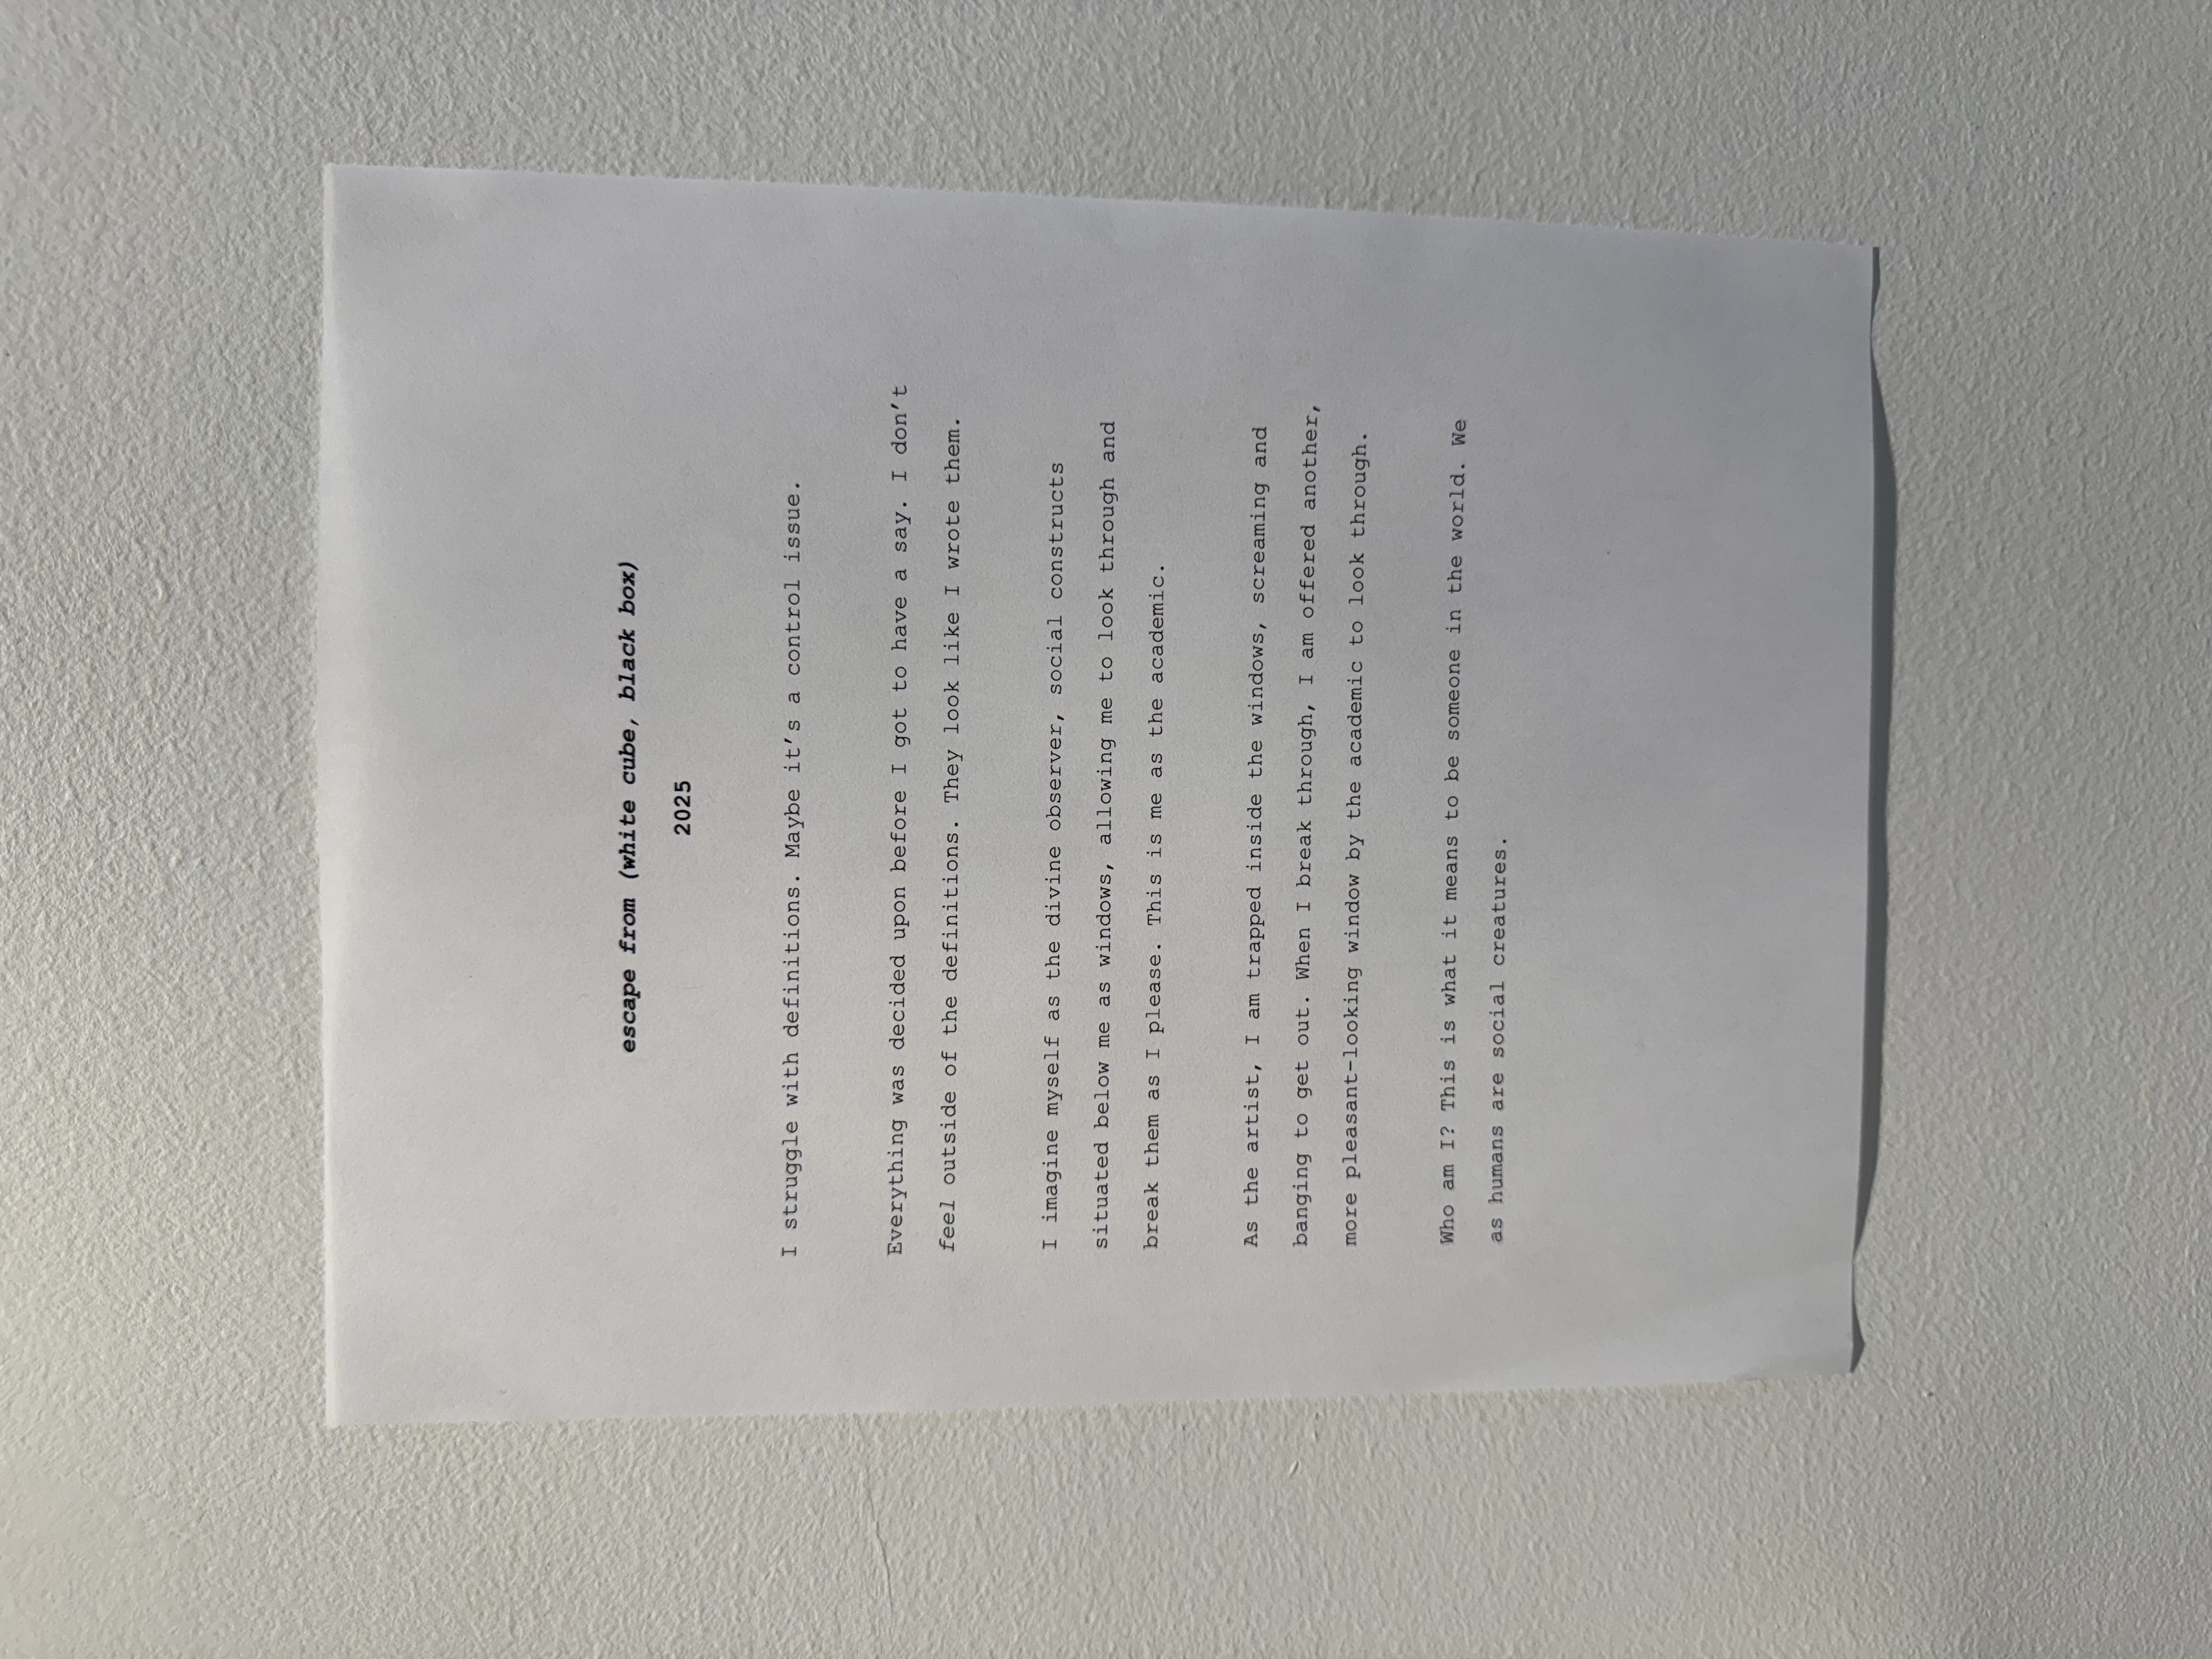 escape from (white cube, black box)
2025
I struggle with definitions. Maybe it’s a control issue.
Everything was decided upon before I got to have a say. I don’t
feel outside of the definitions. They look like I wrote them.
I imagine myself as the divine observer, social constructs
situated below me as windows, allowing me to look through and
break them as I please. This is me as the academic.
As the artist, I am trapped inside the windows, screaming and
banging to get out. When I break through, I am offered another,
more pleasant-looking window by the academic to look through.
Who am I? This is what it means to be someone in the world. We
as humans are social creatures.